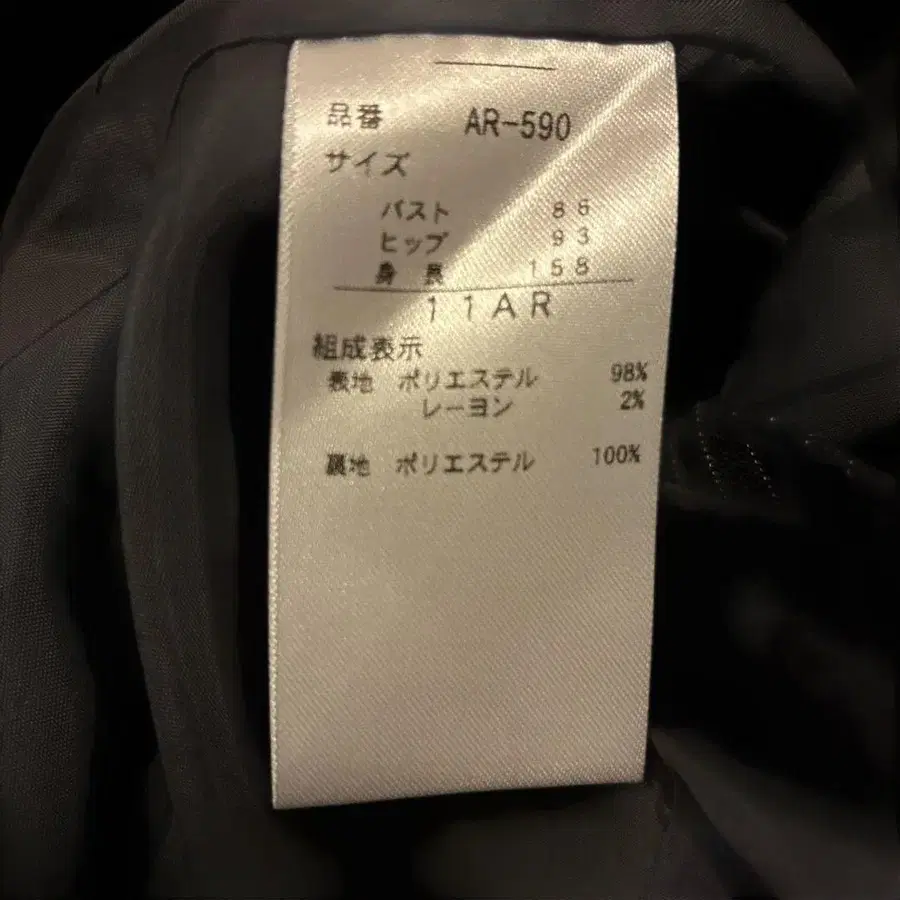 品番 AR-590
サイズ
バスト 86
ヒップ 93
身長 158
11AR
組成表示
表地 ポリエステル 98%
レーヨン 2%
裏地 ポリエステル 100%